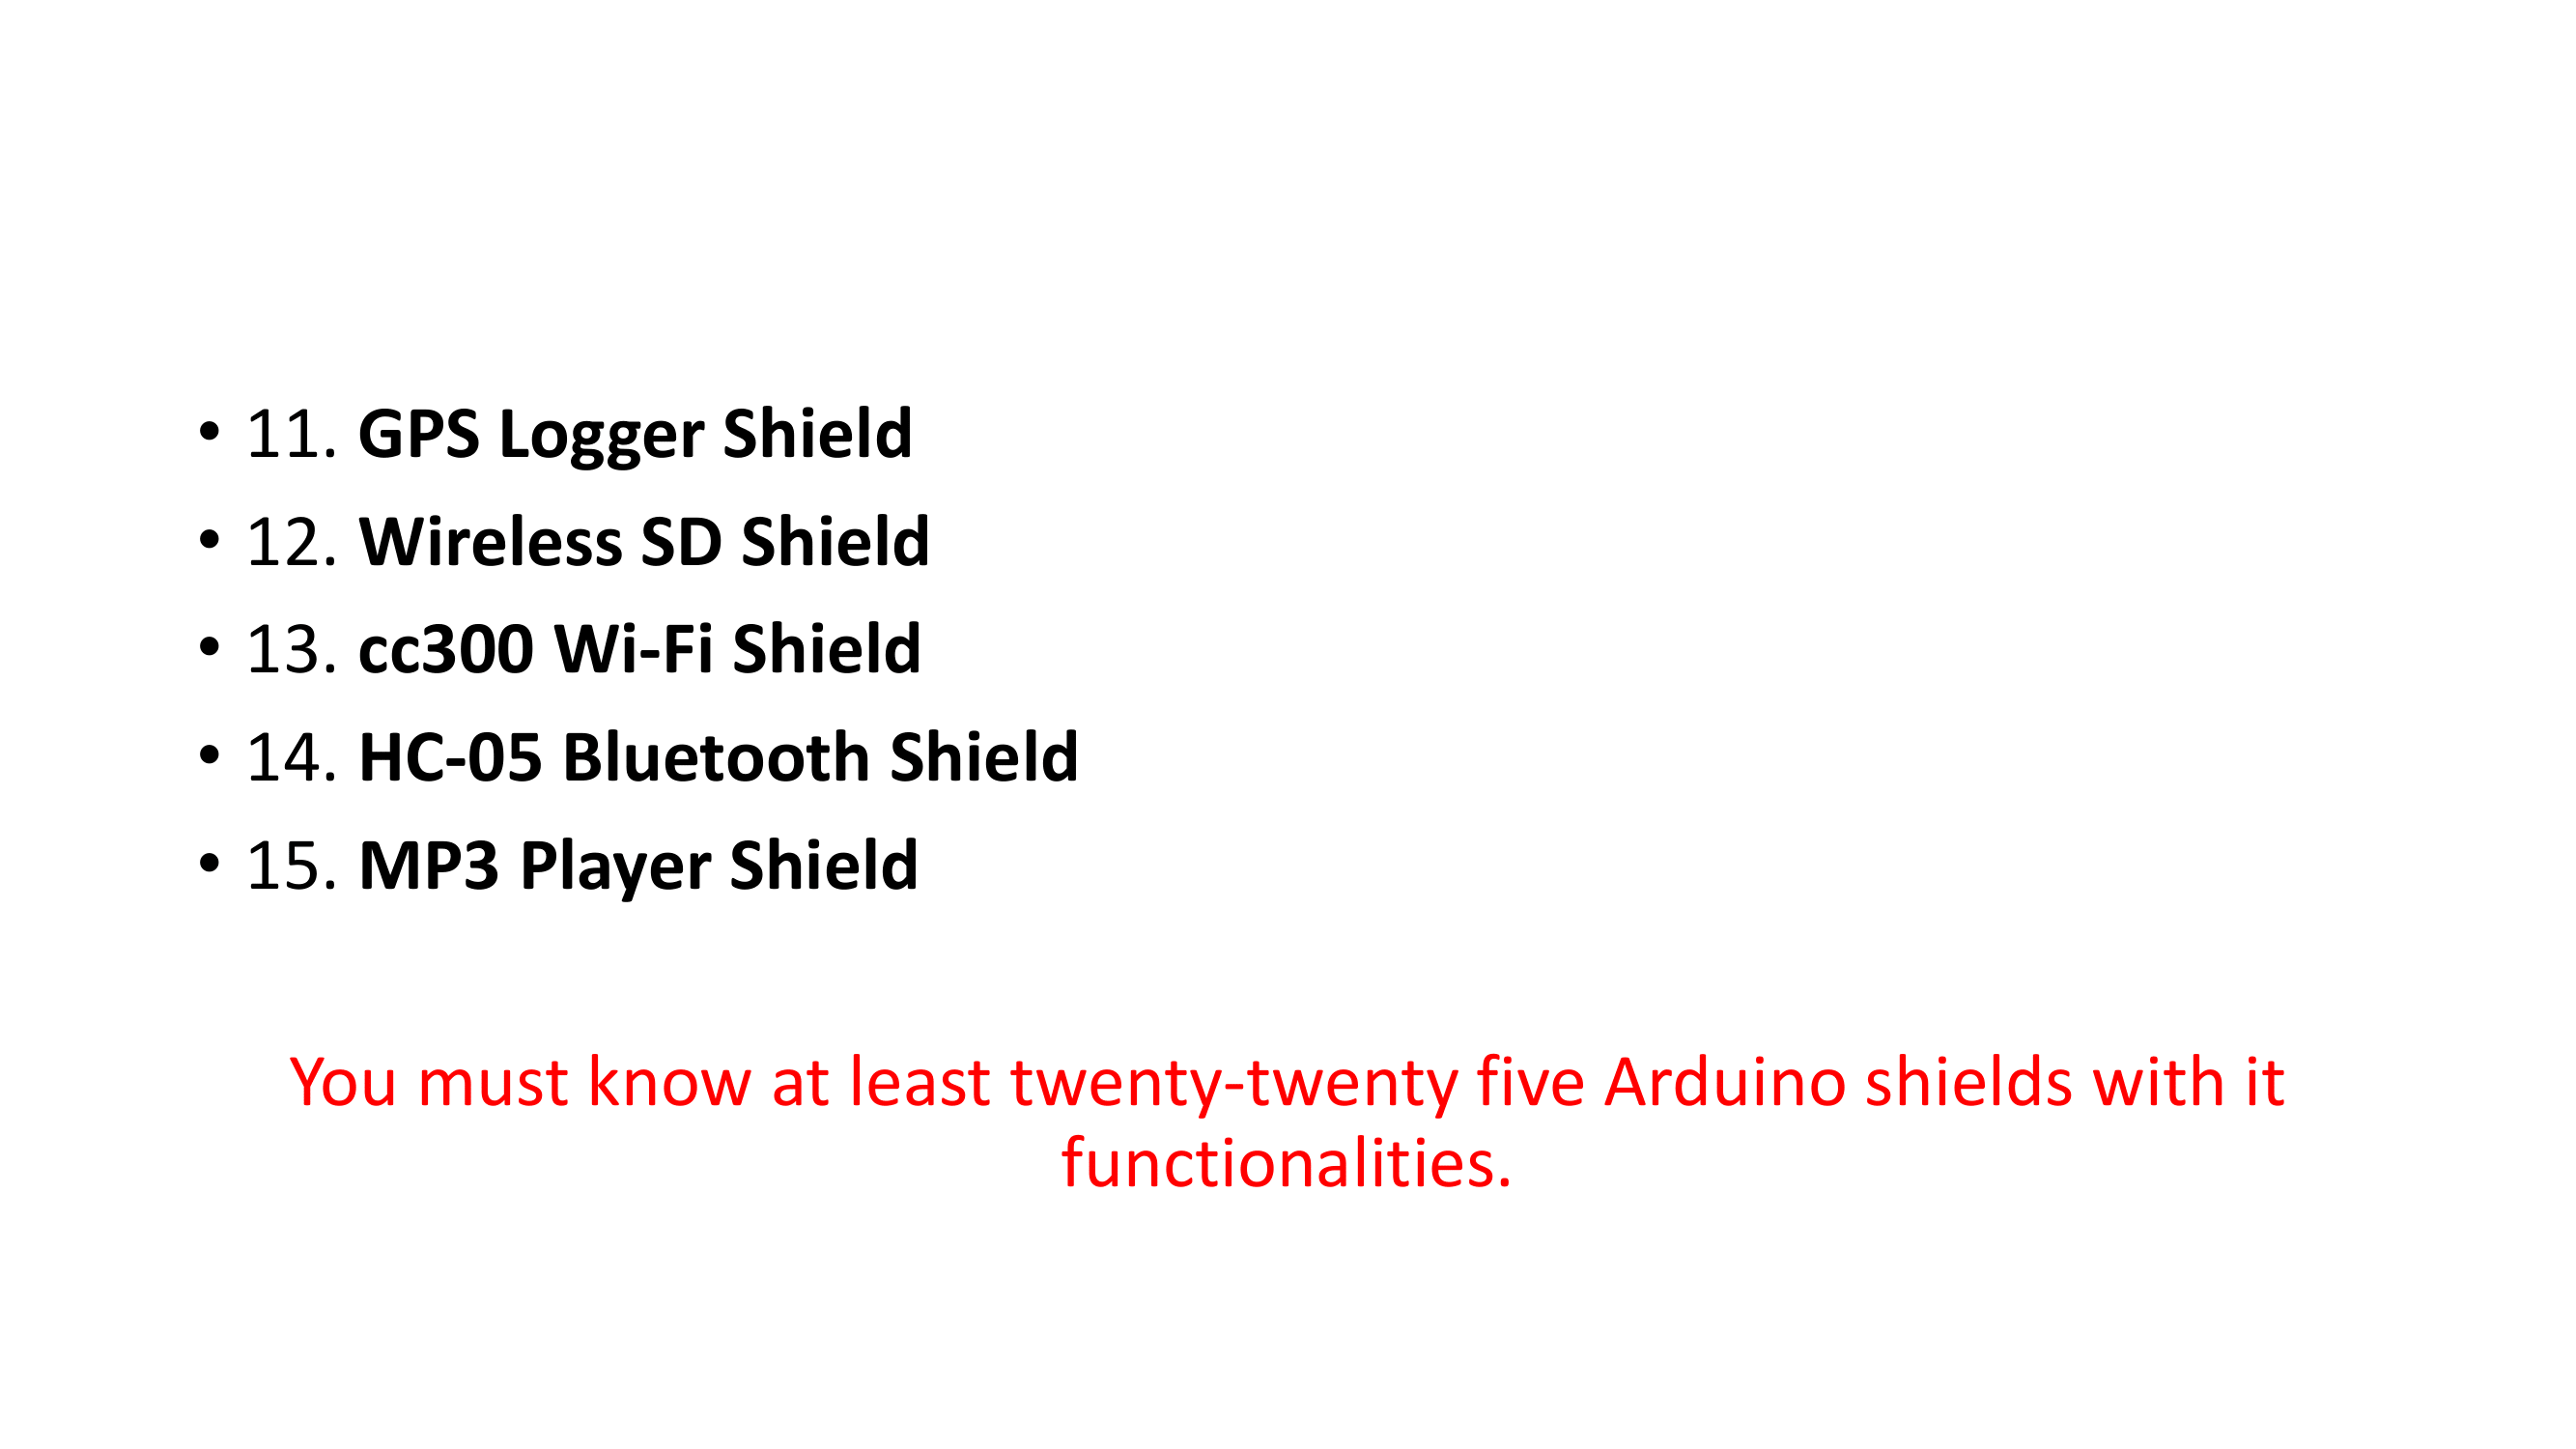 • 11. GPS Logger Shield
• 12. Wireless SD Shield
• 13. cc300 Wi-Fi Shield
• 14. HC-05 Bluetooth Shield
• 15. MP3 Player Shield
You must know at least twenty-twenty five Arduino shields with it
functionalities.